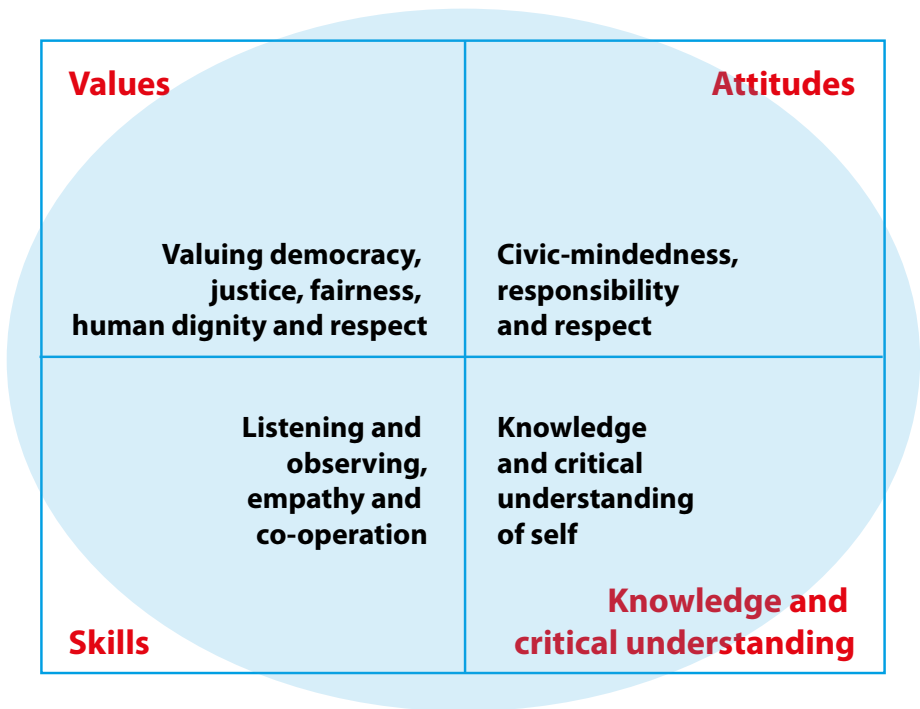 Values
Valuing democracy,
justice, fairness,
human dignity and respect
Attitudes
Civic-mindedness,
responsibility
and respect
Listening and
observing,
empathy and
co-operation
Skills
Knowledge
and critical
understanding
of self
Knowledge and
critical understanding